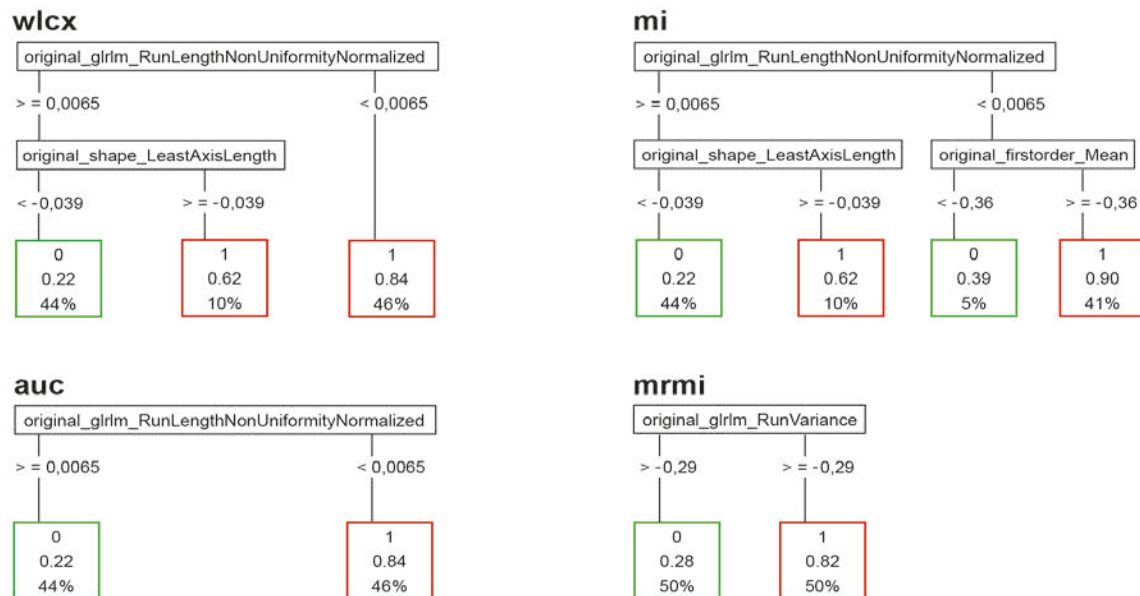 wlcx
original_glrlm_RunLengthNonUniformityNormalized
> = 0,0065 < 0,0065
original_shape_LeastAxisLength
< -0,039 > = -0,039
0 1 1
0.22 0.62 0.84
44% 10% 46%
mi
original_glrlm_RunLengthNonUniformityNormalized
> = 0,0065 < 0,0065
original_shape_LeastAxisLength original_firstorder_Mean
< -0,039 > = -0,039 < -0,36 > = -0,36
0 1 0 1
0.22 0.62 0.39 0.90
44% 10% 5% 41%
auc
original_glrlm_RunLengthNonUniformityNormalized
> = 0,0065 < 0,0065
0 1
0.22 0.84
44% 46%
mrmi
original_glrlm_RunVariance
> -0,29 > = -0,29
0 1
0.28 0.82
50% 50%